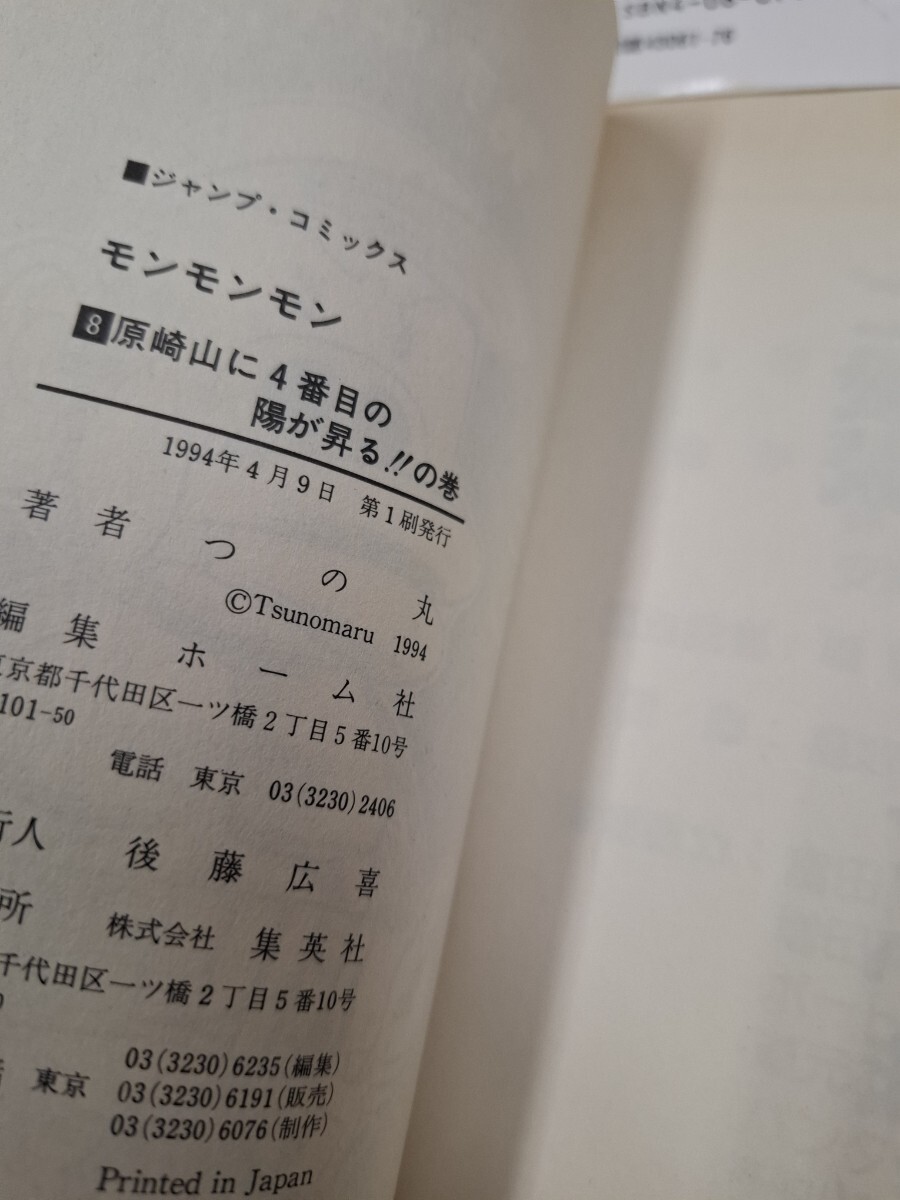 ■ジャンプ・コミックス
モンモンモン
8原崎山に4番目の
陽が昇る!!の巻
1994年4月9日 第1刷発行
著者 つの丸
©Tsunomaru 1994
編集 ホーム社
京都千代田区一ツ橋2丁目5番10号
101-50
電話 東京 03(3230)2406
行人 後藤広喜
所 株式会社 集英社
千代田区一ツ橋2丁目5番10号
東京 03(3230)6235(編集)
03(3230)6191(販売)
03(3230)6076(制作)
Printed in Japan